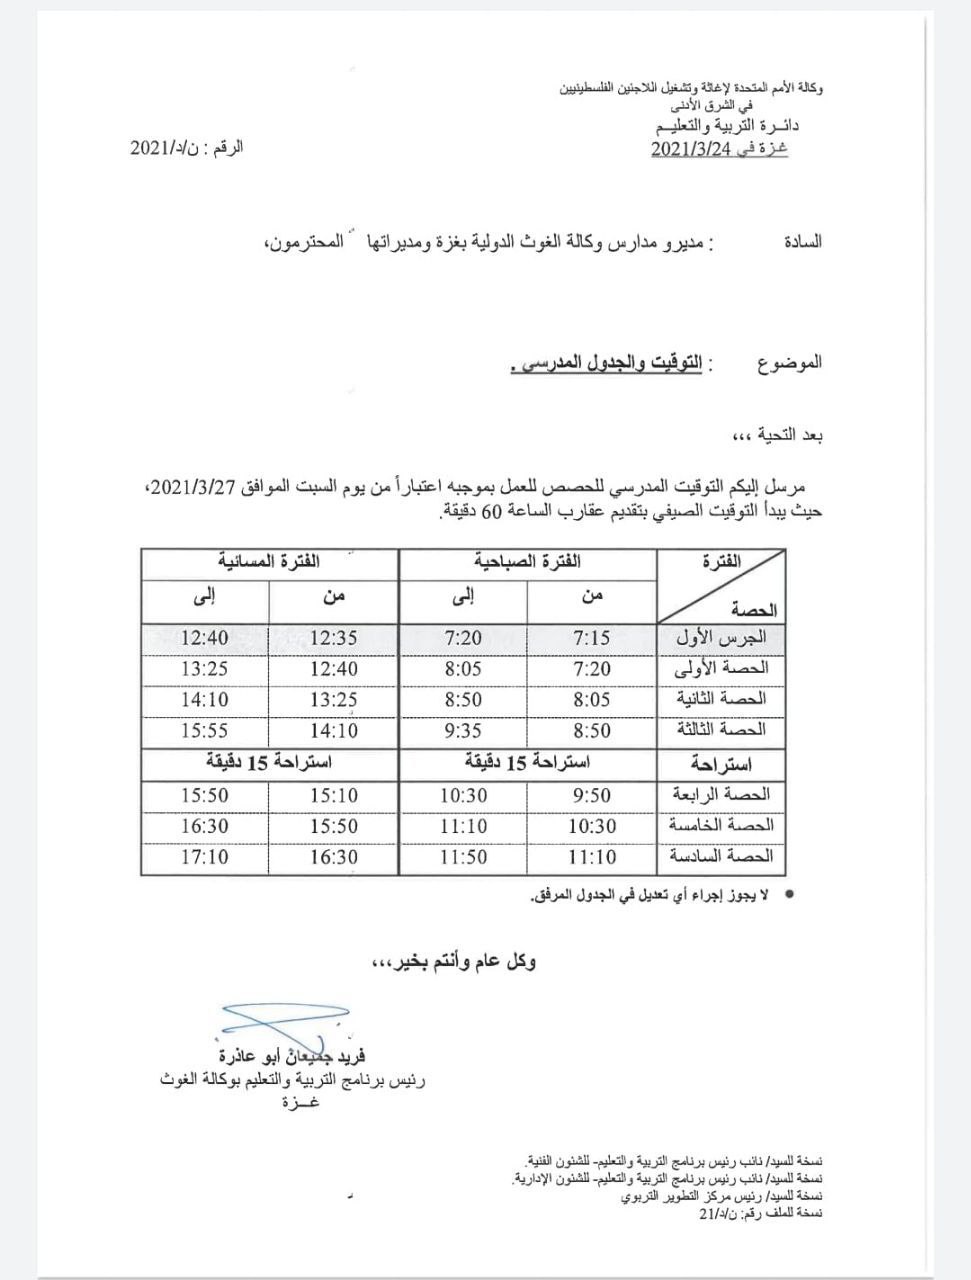 وكالة الأمم المتحدة لإغاثة وتشغيل اللاجئين الفلسطينيين
في الشرق الأدنى
دائــرة التربية والتعليـم
غزة في 2021/3/24
الرقم : ن/د/2021
السادة : مديرو مدارس وكالة الغوث الدولية بغزة ومديراتها المحترمون،
الموضوع : التوقيت والجدول المدرسي .
بعد التحية ،،،
مرسل إليكم التوقيت المدرسي للحصص للعمل بموجبه اعتباراً من يوم السبت الموافق 2021/3/27،
حيث يبدأ التوقيت الصيفي بتقديم عقارب الساعة 60 دقيقة.
الفترة الفترة الصباحية الفترة المسائية
الحصة من إلى من إلى
الجرس الأول 7:15 7:20 12:35 12:40
الحصة الأولى 7:20 8:05 12:40 13:25
الحصة الثانية 8:05 8:50 13:25 14:10
الحصة الثالثة 8:50 9:35 14:10 15:55
استراحة استراحة 15 دقيقة استراحة 15 دقيقة
الحصة الرابعة 9:50 10:30 15:10 15:50
الحصة الخامسة 10:30 11:10 15:50 16:30
الحصة السادسة 11:10 11:50 16:30 17:10
• لا يجوز إجراء أي تعديل في الجدول المرفق.
وكل عام وأنتم بخير،،،
فريد جميعان أبو عاذرة
رئيس برنامج التربية والتعليم بوكالة الغوث
غــزة
نسخة للسيد/ نائب رئيس برنامج التربية والتعليم- للشئون الفنية.
نسخة للسيد/ نائب رئيس برنامج التربية والتعليم- للشئون الإدارية.
نسخة للسيد/ رئيس مركز التطوير التربوي
نسخة للملف رقم: ن/د/21